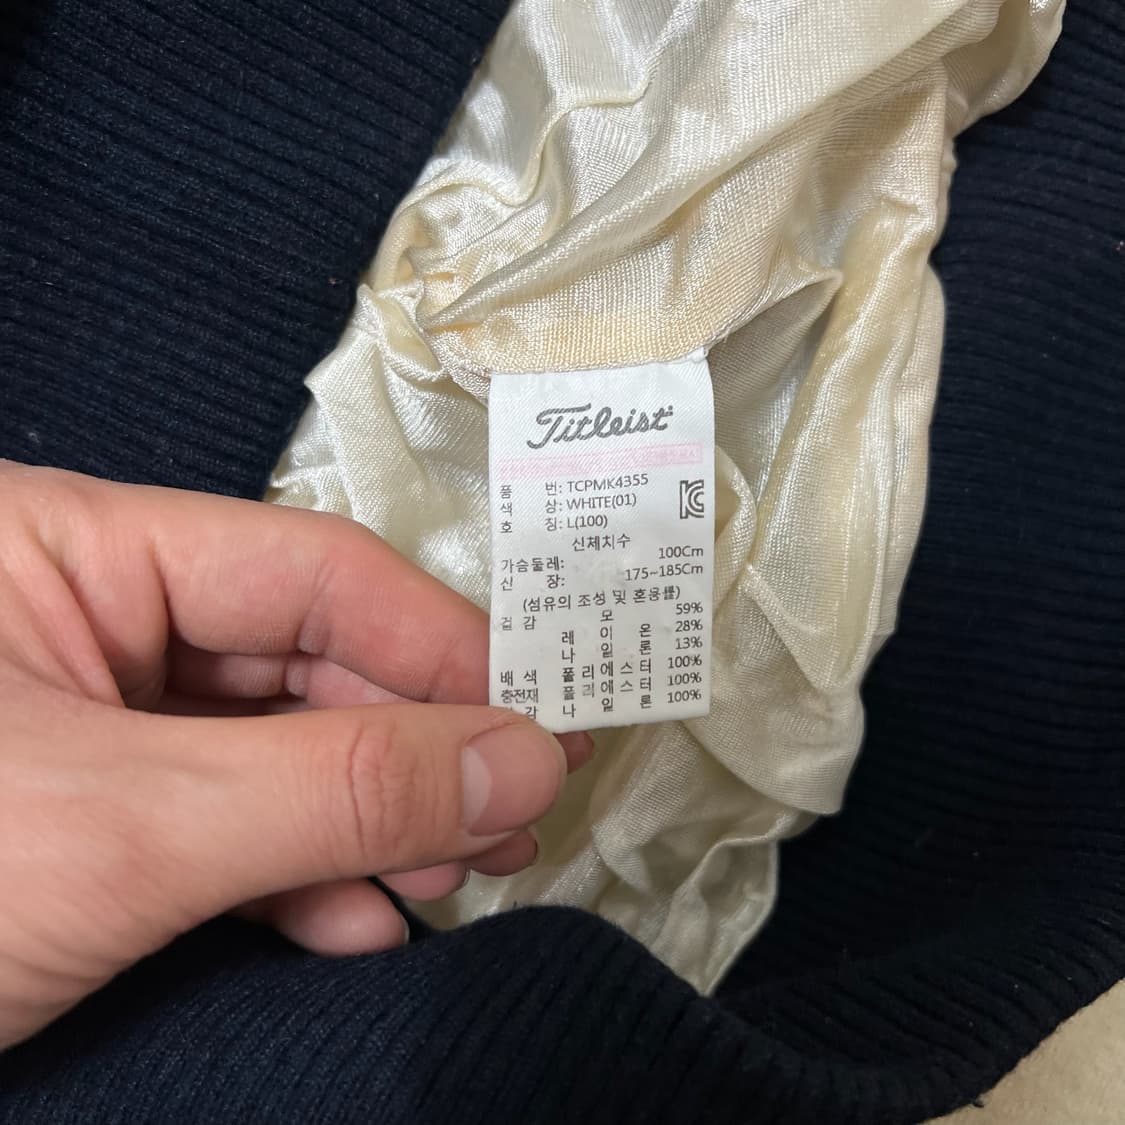 Titleist
품 번: TCPMK4355
색 상: WHITE(01)
호 칭: L(100)
신체치수
가슴둘레: 100Cm
신 장: 175~185Cm
(섬유의 조성 및 혼용률)
겉감 모 59%
레이온 28%
나일론 13%
배색 폴리에스터 100%
충전재 폴리에스터 100%
감 나일론 100%